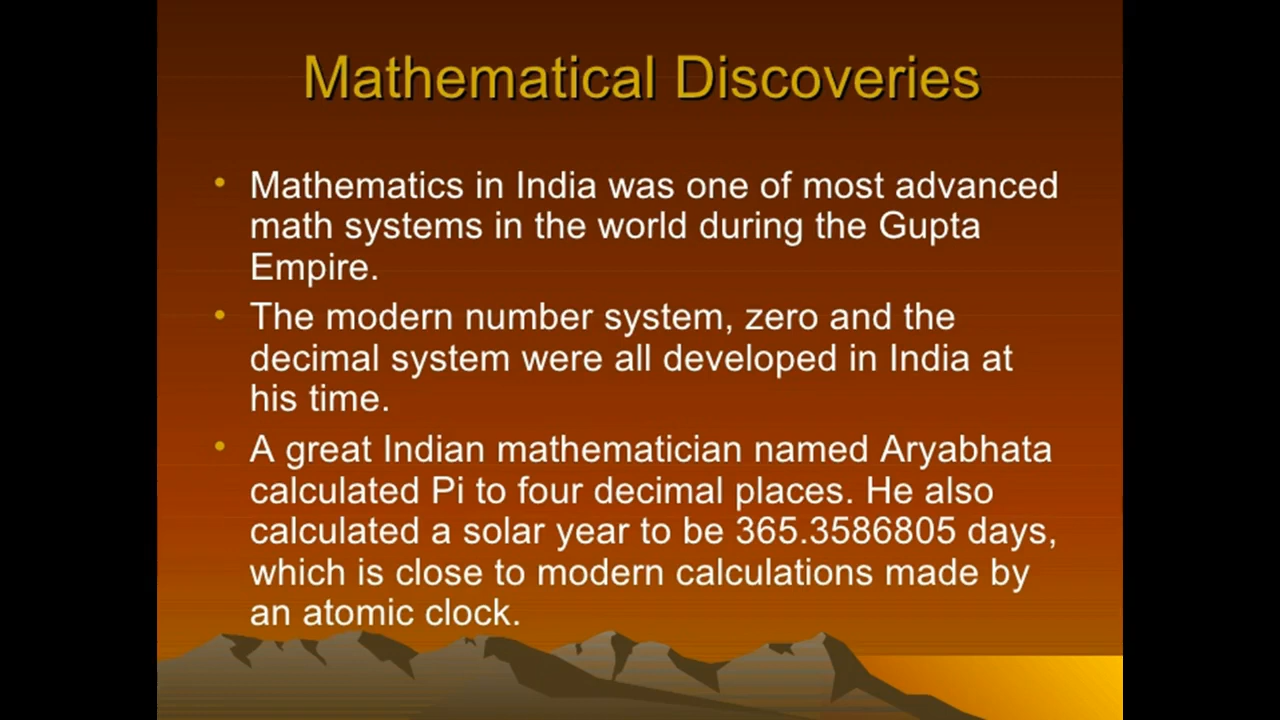 Mathematical Discoveries
• Mathematics in India was one of most advanced
math systems in the world during the Gupta
Empire.
• The modern number system, zero and the
decimal system were all developed in India at
his time.
• A great Indian mathematician named Aryabhata
calculated Pi to four decimal places. He also
calculated a solar year to be 365.3586805 days,
which is close to modern calculations made by
an atomic clock.